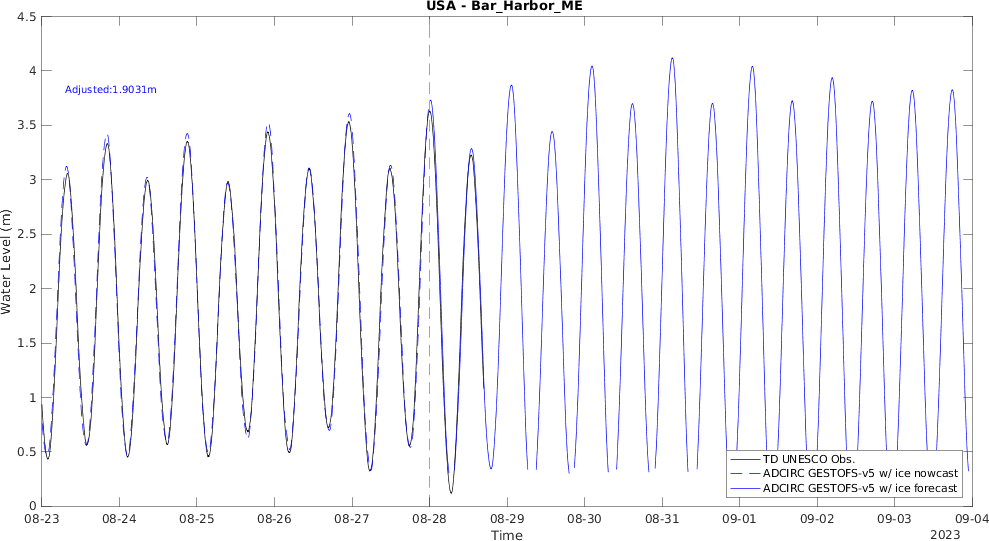 USA - Bar_Harbor_ME
4.5
4
3.5
3
2.5
2
1.5
1
0.5
0
Water Level (m)
Adjusted:1.9031m
TD UNESCO Obs.
ADCIRC GESTOFS-v5 w/ ice nowcast
ADCIRC GESTOFS-v5 w/ ice forecast
08-23 08-24 08-25 08-26 08-27 08-28 08-29 08-30 08-31 09-01 09-02 09-03 09-04
Time
2023